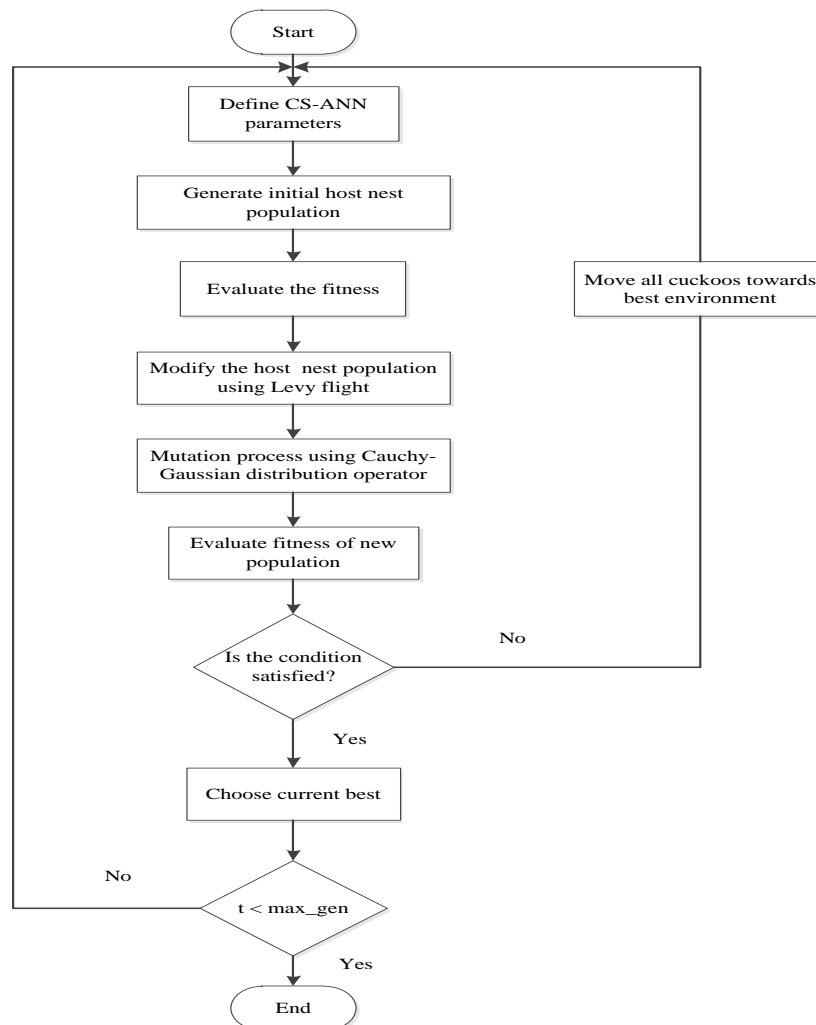 Start
Define CS-ANN
parameters
Generate initial host nest
population
Evaluate the fitness
Move all cuckoos towards
best environment
Modify the host nest population
using Levy flight
Mutation process using Cauchy-
Gaussian distribution operator
Evaluate fitness of new
population
Is the condition
satisfied?
No
Yes
Choose current best
No
t < max_gen
Yes
End